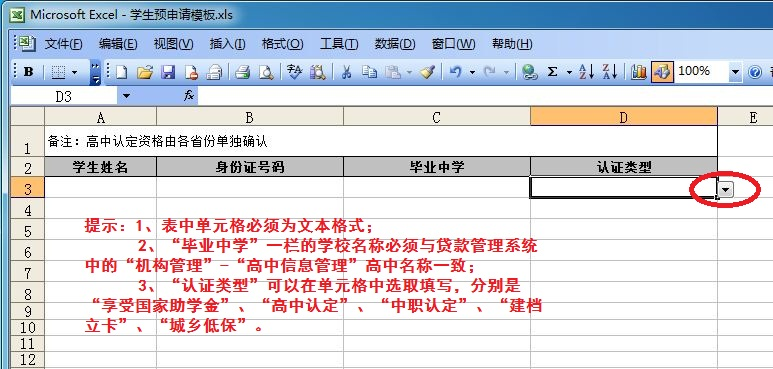 Microsoft Excel - 学生预申请模板.xls
文件(F) 编辑(E) 视图(V) 插入(I) 格式(O) 工具(T) 数据(D) 窗口(W) 帮助(H)
B 100%
D3 fx
A B C D E
1 备注：高中认定资格由各省份单独确认
2 学生姓名 身份证号码 毕业中学 认证类型
3
4
5 提示：1、表中单元格必须为文本格式；
6 2、“毕业中学”一栏的学校名称必须与贷款管理系统
7 中的“机构管理”-“高中信息管理”高中名称一致；
8 3、“认证类型”可以在单元格中选取填写，分别是
9 “享受国家助学金”、“高中认定”、“中职认定”、“建档
10 立卡”、“城乡低保”。
11
12